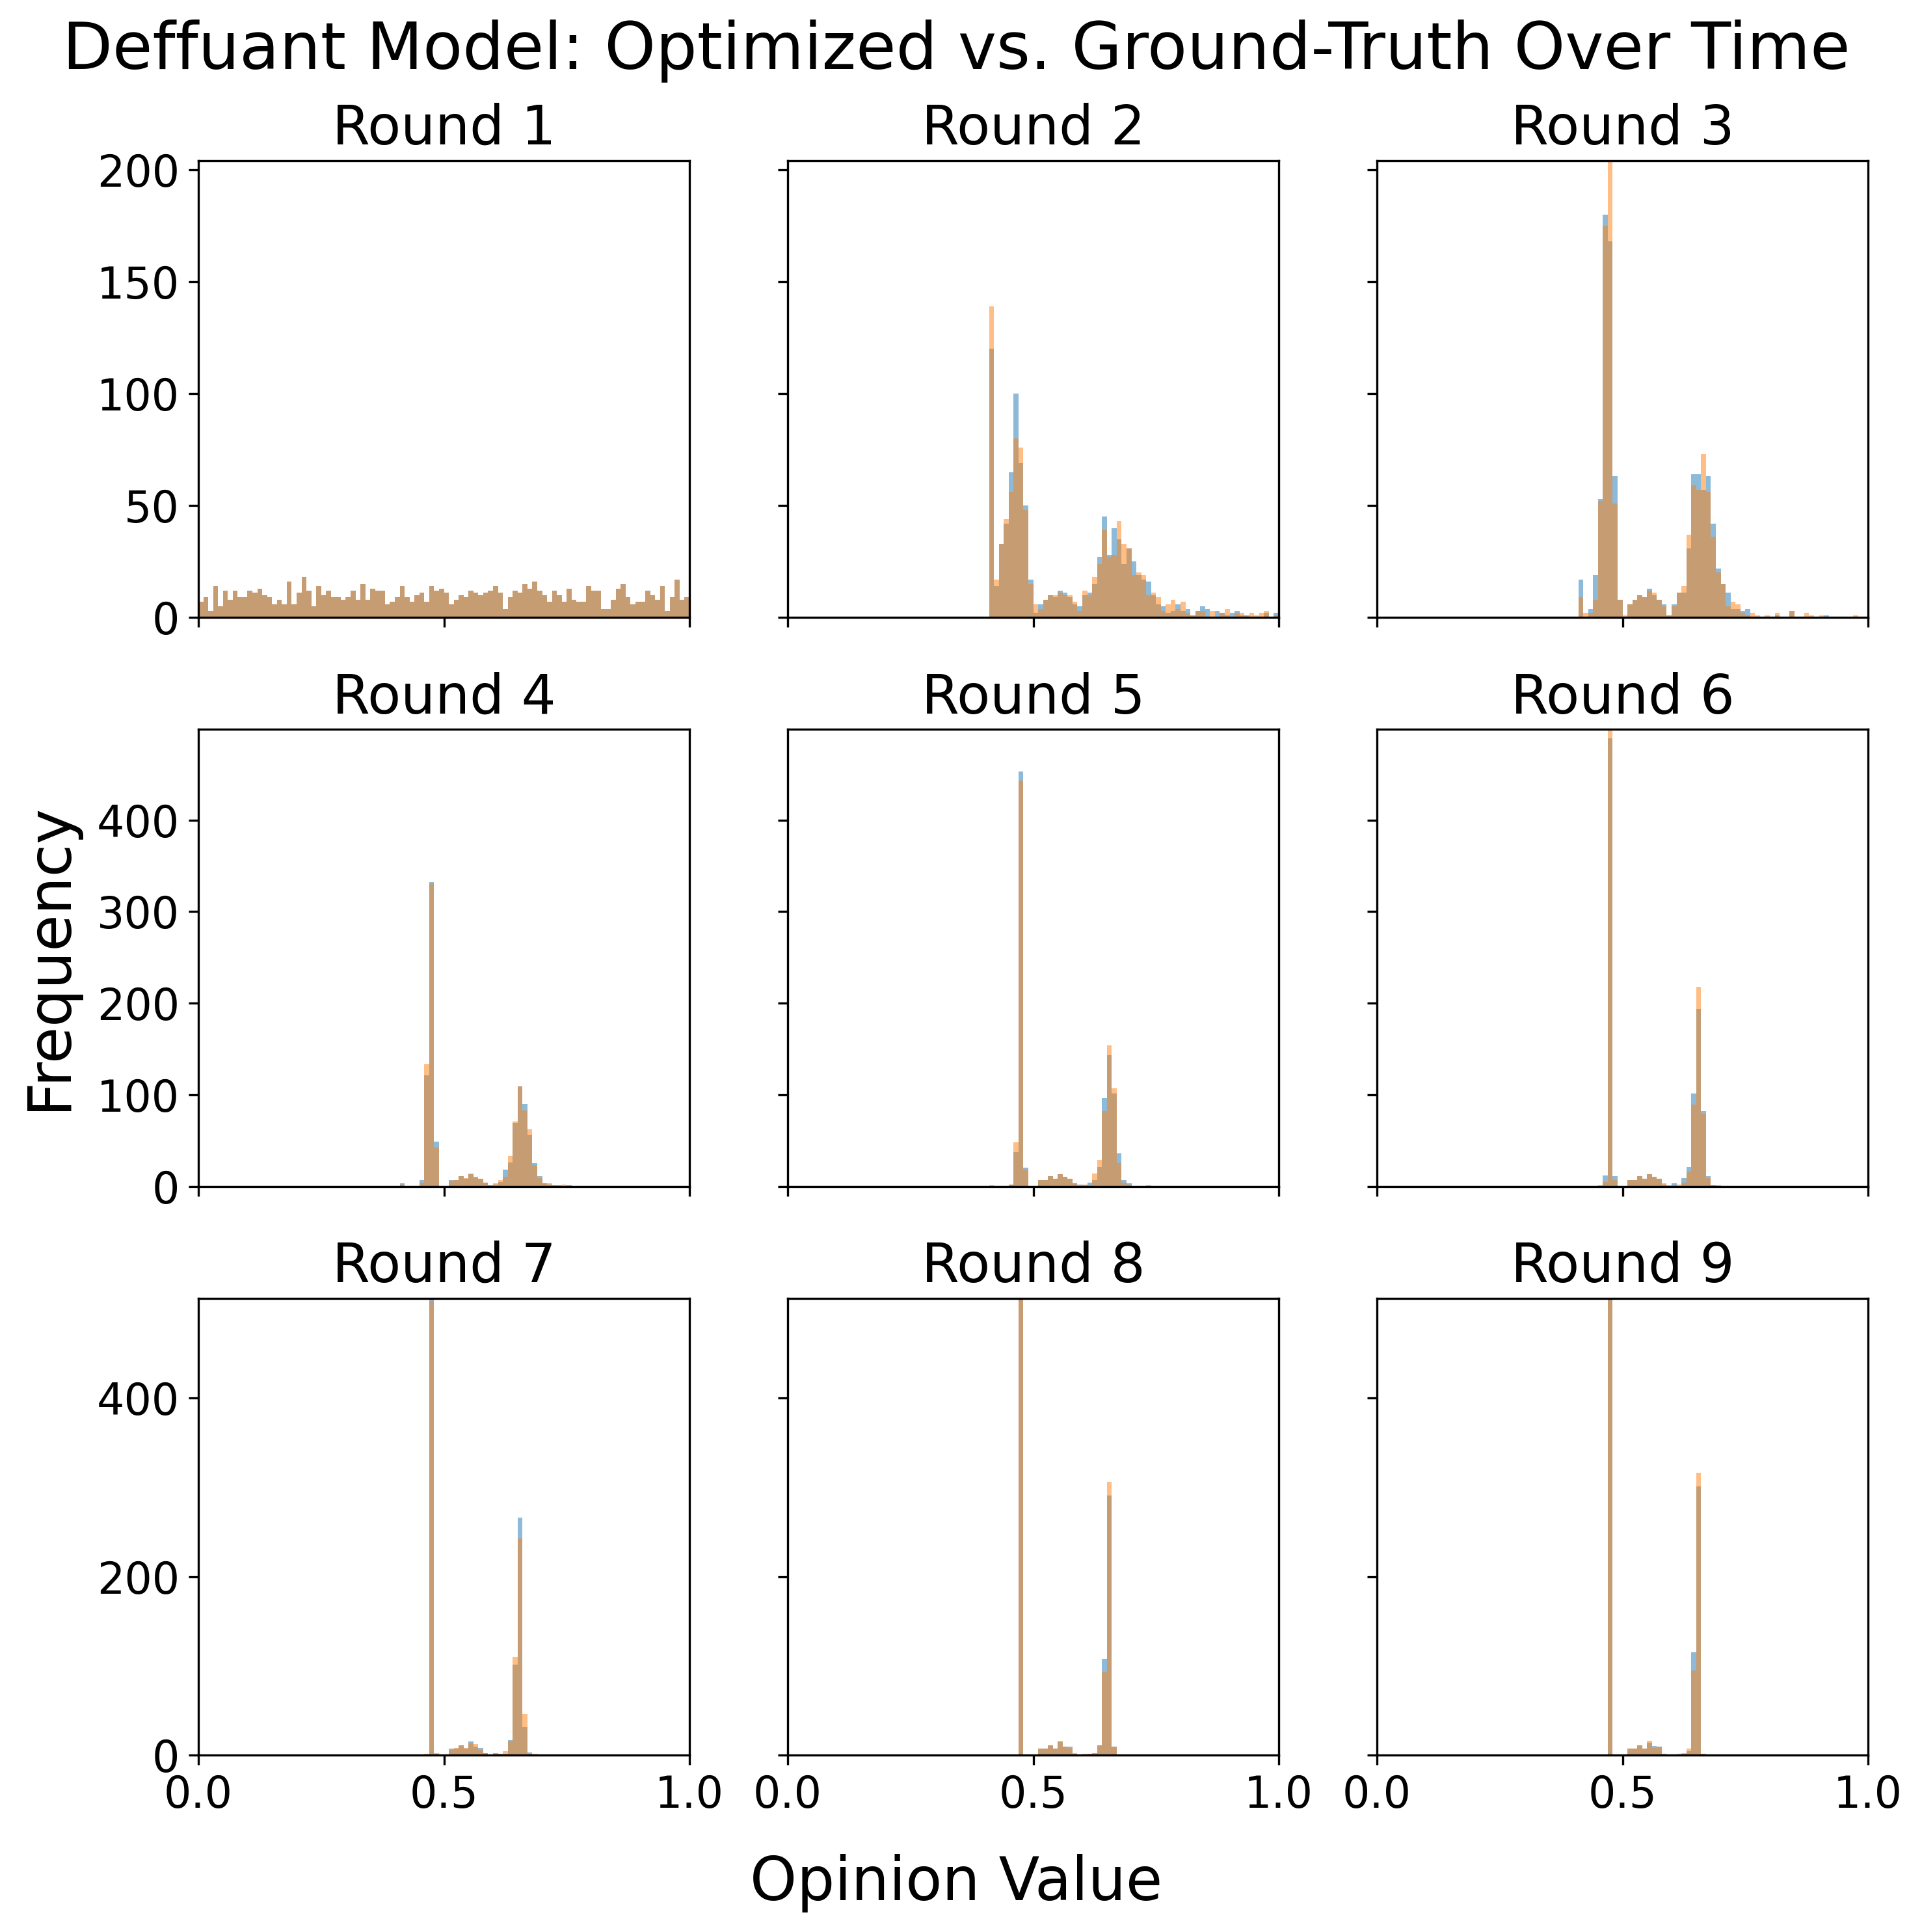 Deffuant Model: Optimized vs. Ground-Truth Over Time
Round 1
Round 2
Round 3
200
150
100
50
0
Round 4
Round 5
Round 6
Frequency
400
300
200
100
0
Round 7
Round 8
Round 9
400
200
0
0.0 0.5 1.0 0.0 0.5 1.0 0.0 0.5 1.0
Opinion Value